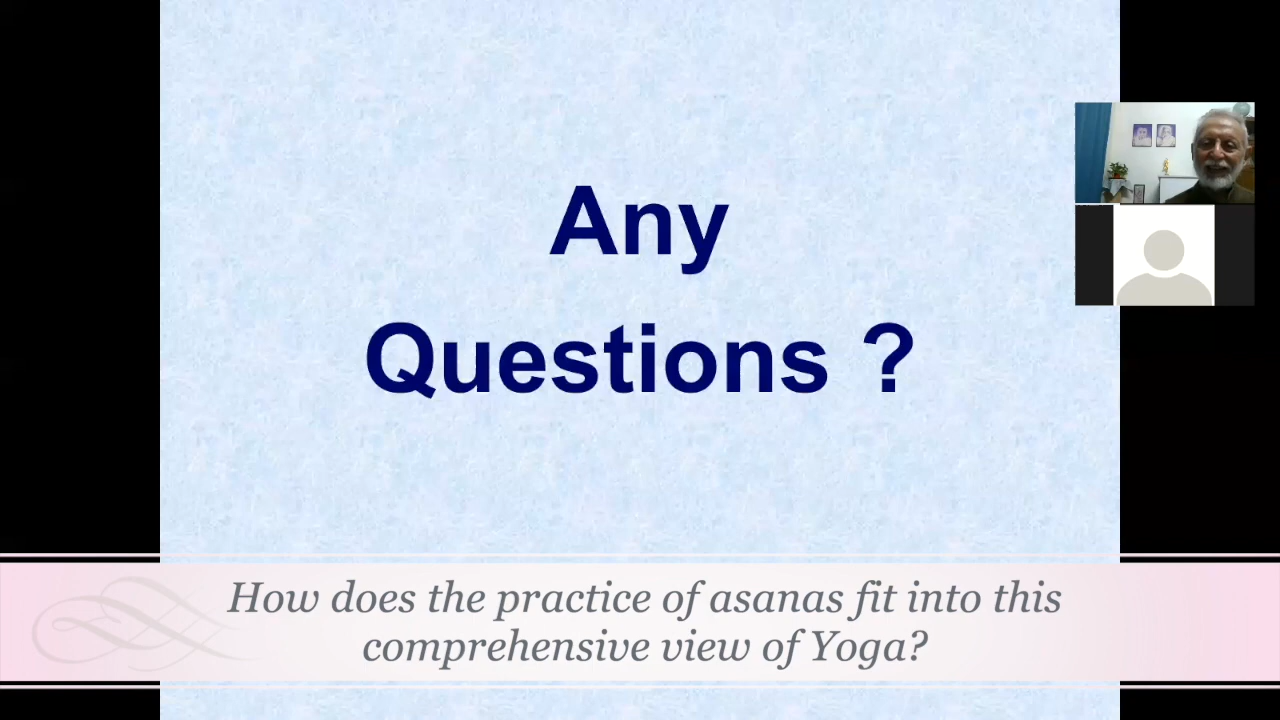 Any
Questions ?
How does the practice of asanas fit into this
comprehensive view of Yoga?